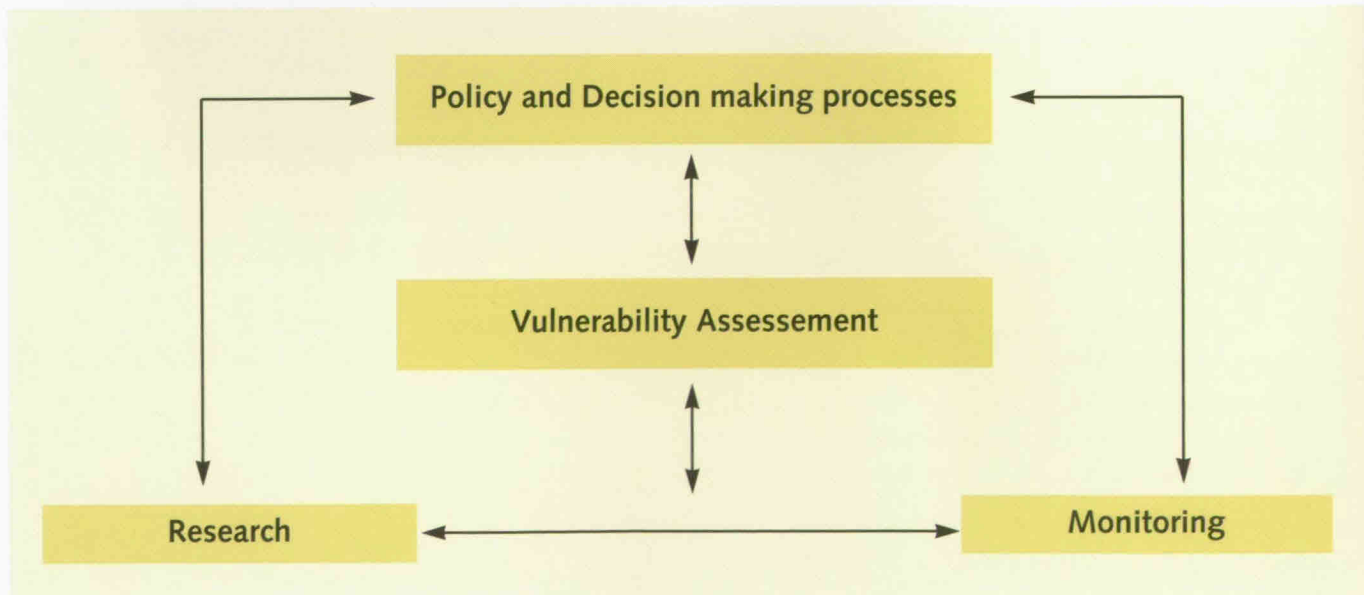 Policy and Decision making processes
Vulnerability Assessement
Research
Monitoring